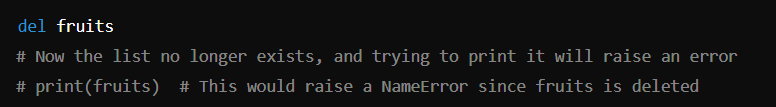 del fruits
# Now the list no longer exists, and trying to print it will raise an error
# print(fruits)  # This would raise a NameError since fruits is deleted